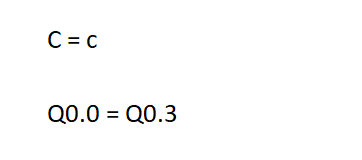 C = c
Q0.0 = Q0.3